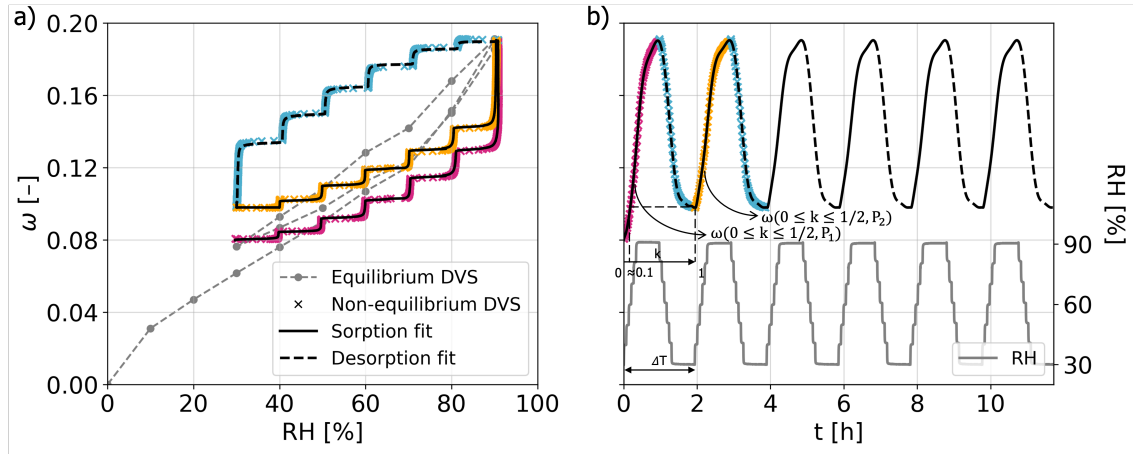 a)
0.20
0.16
0.12
0.08
0.04
0.00
ω [–]
0
20
40
60
80
100
RH [%]
Equilibrium DVS
Non-equilibrium DVS
Sorption fit
Desorption fit
b)
ω(0 ≤ k ≤ 1/2, P₂)
ω(0 ≤ k ≤ 1/2, P₁)
k
0 ≈0.1 1
ΔT
RH
90
60
30
RH [%]
0
2
4
6
8
10
t [h]